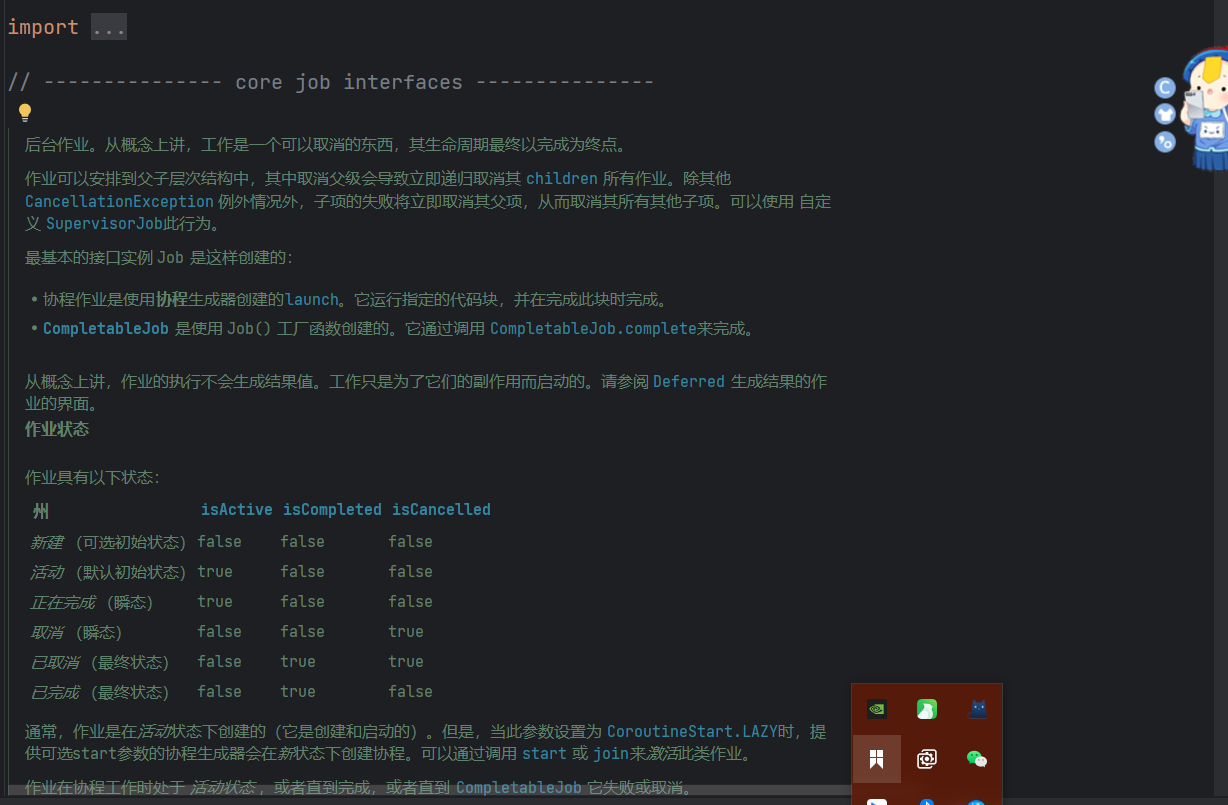 import ...
// --------------- core job interfaces ---------------
后台作业。从概念上讲，工作是一个可以取消的东西，其生命周期最终以完成为终点。
作业可以安排到父子层次结构中，其中取消父级会导致立即递归取消其 children 所有作业。除其他
CancellationException 例外情况外，子项的失败将立即取消其父项，从而取消其所有其他子项。可以使用 自定
义 SupervisorJob此行为。
最基本的接口实例 Job 是这样创建的：
• 协程作业是使用协程生成器创建的launch。它运行指定的代码块，并在完成此块时完成。
• CompletableJob 是使用 Job() 工厂函数创建的。它通过调用 CompletableJob.complete来完成。
从概念上讲，作业的执行不会生成结果值。工作只是为了它们的副作用而启动的。请参阅 Deferred 生成结果的作
业的界面。
作业状态
作业具有以下状态：
州 isActive isCompleted isCancelled
新建 （可选初始状态） false false false
活动 （默认初始状态） true false false
正在完成 （瞬态） true false false
取消 （瞬态） false false true
已取消 （最终状态） false true true
已完成 （最终状态） false true false
通常，作业是在活动状态下创建的（它是创建和启动的）。但是，当此参数设置为 CoroutineStart.LAZY时，提
供可选start参数的协程生成器会在新状态下创建协程。可以通过调用 start 或 join来激活此类作业。
作业在协程工作时处于 活动状态 ，或者直到完成，或者直到 CompletableJob 它失败或取消。
C